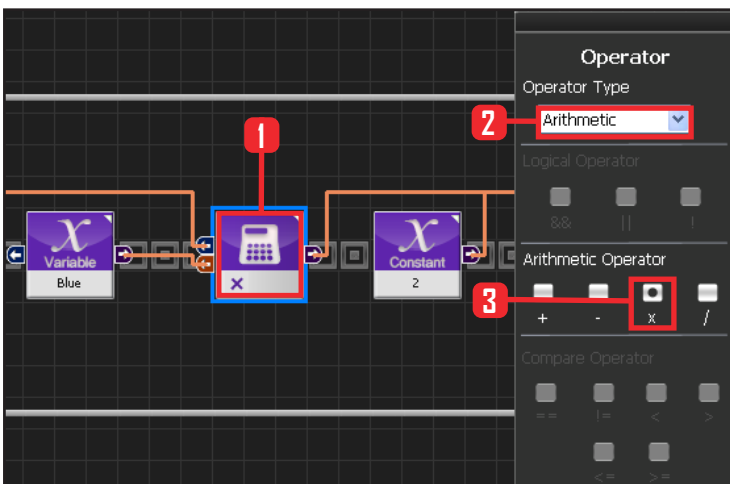 Operator
Operator Type
2
Arithmetic
1
Logical Operator
&& || !
Variable
Blue
×
Constant
2
Arithmetic Operator
3
+ - x /
Compare Operator
== != < >
<= >=